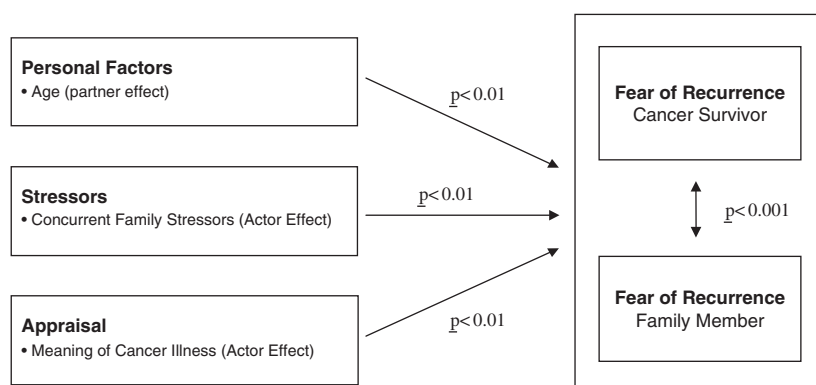 Personal Factors
• Age (partner effect)
p<0.01
Stressors
• Concurrent Family Stressors (Actor Effect)
p<0.01
Appraisal
• Meaning of Cancer Illness (Actor Effect)
p<0.01
Fear of Recurrence
Cancer Survivor
p<0.001
Fear of Recurrence
Family Member